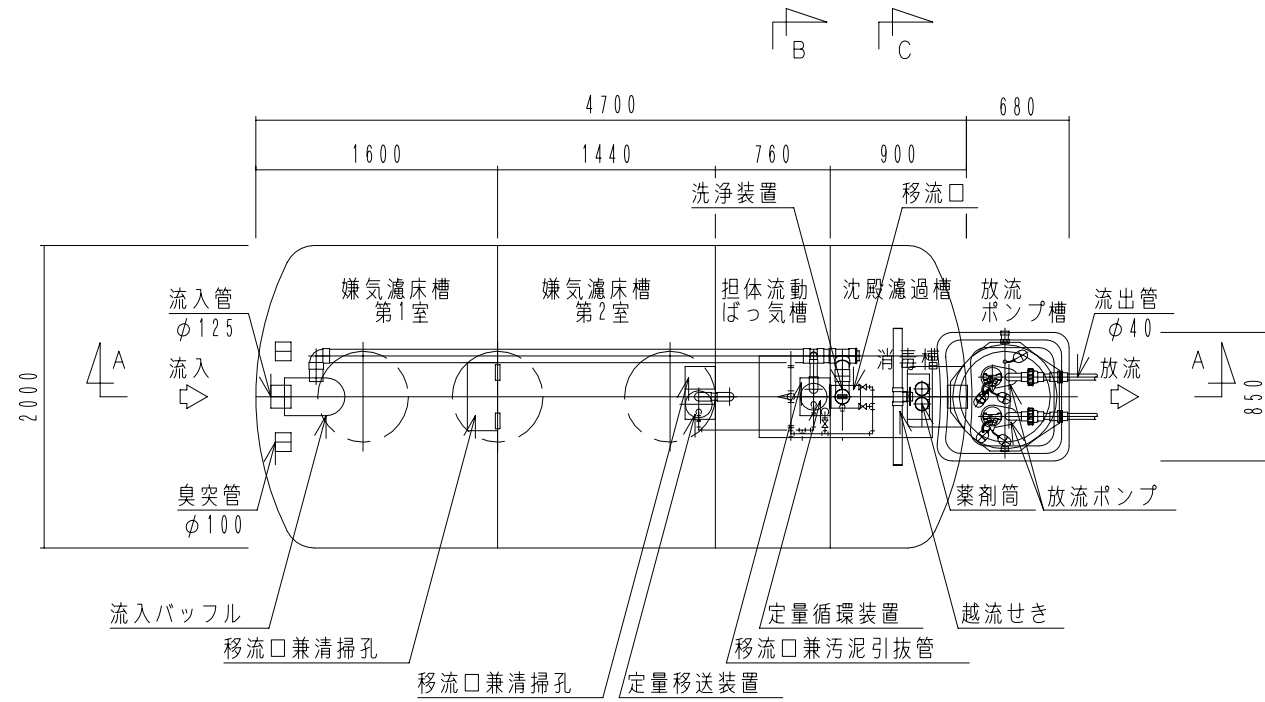 B
C
4700
680
1600
1440
760
900
洗浄装置
移流口
嫌気濾床槽
第1室
嫌気濾床槽
第2室
担体流動
ばっ気槽
沈殿濾過槽
放流
ポンプ槽
流入管
φ125
流出管
φ40
消毒槽
A
流入
放流
A
2000
850
臭突管
φ100
薬剤筒
放流ポンプ
流入バッフル
定量循環装置
越流せき
移流口兼清掃孔
移流口兼汚泥引抜管
移流口兼清掃孔
定量移送装置